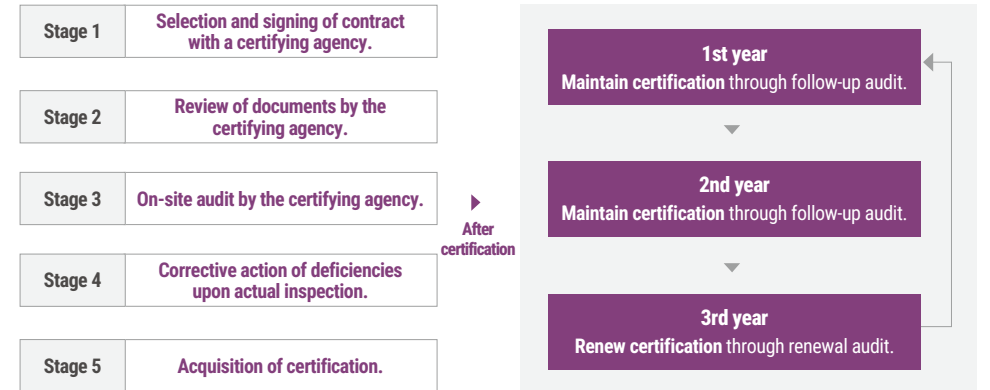 Stage 1
Selection and signing of contract
with a certifying agency.
Stage 2
Review of documents by the
certifying agency.
Stage 3
On-site audit by the certifying agency.
Stage 4
Corrective action of deficiencies
upon actual inspection.
Stage 5
Acquisition of certification.
After
certification
1st year
Maintain certification through follow-up audit.
2nd year
Maintain certification through follow-up audit.
3rd year
Renew certification through renewal audit.